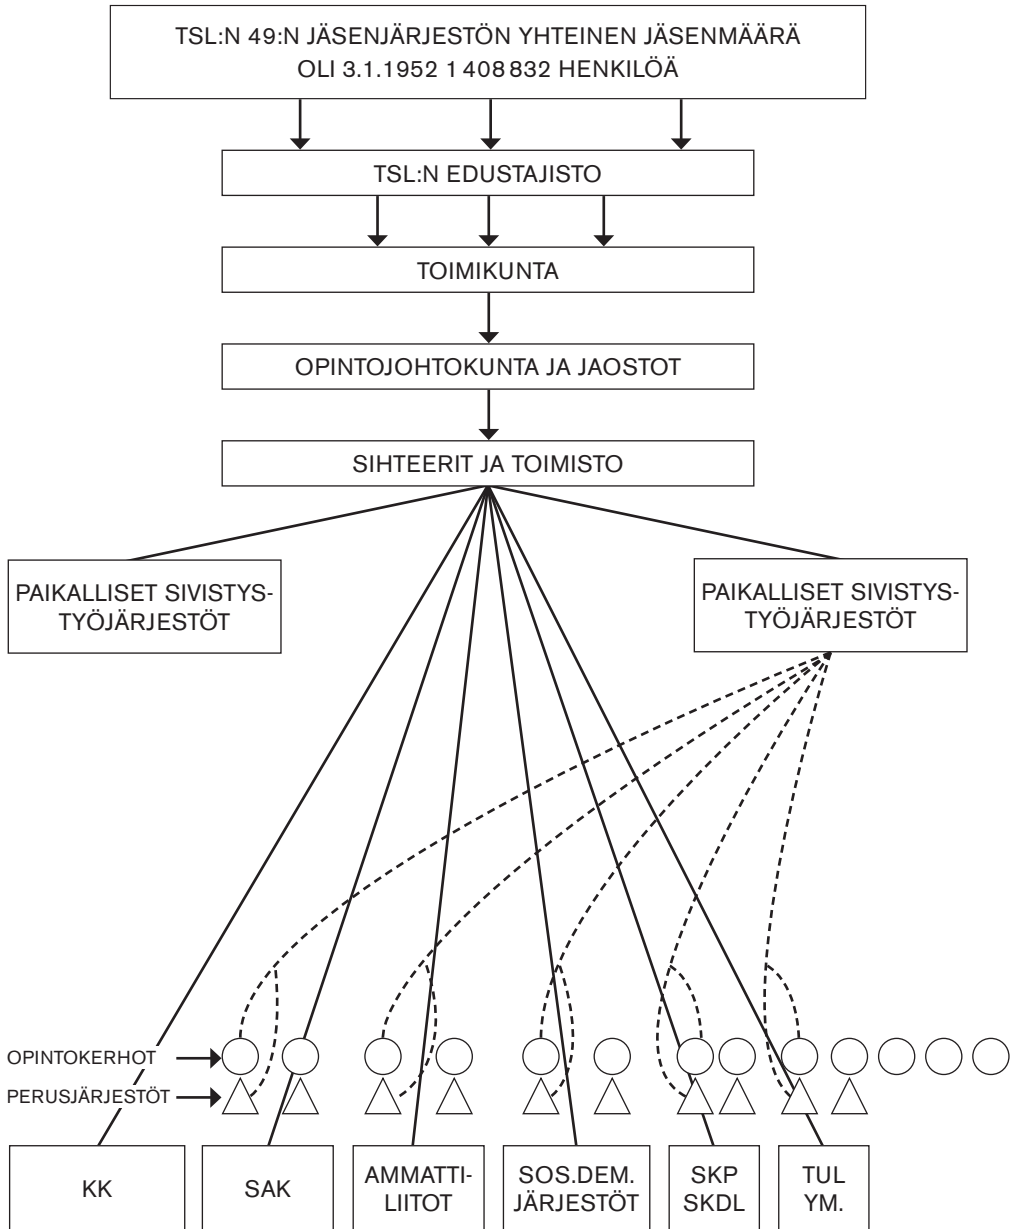 TSL:N 49:N JÄSENJÄRJESTÖN YHTEINEN JÄSENMÄÄRÄ
OLI 3.1.1952 1 408 832 HENKILÖÄ
TSL:N EDUSTAJISTO
TOIMIKUNTA
OPINTOJOHTOKUNTA JA JAOSTOT
SIHTEERIT JA TOIMISTO
PAIKALLISET SIVISTYS-
TYÖJÄRJESTÖT
PAIKALLISET SIVISTYS-
TYÖJÄRJESTÖT
OPINTOKERHOT
PERUSJÄRJESTÖT
KK
SAK
AMMATTI-
LIITOT
SOS.DEM.
JÄRJESTÖT
SKP
SKDL
TUL
YM.